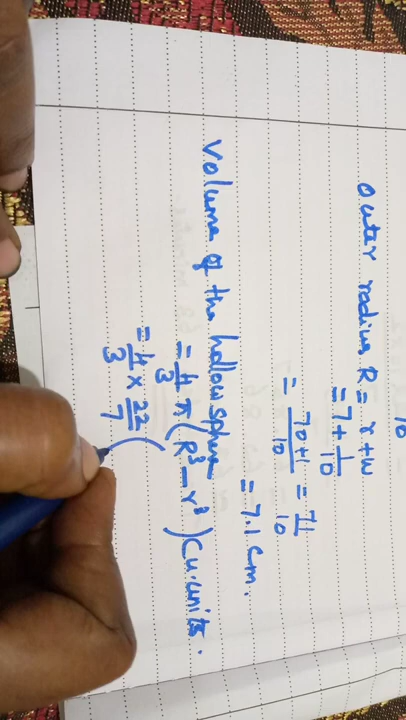 10
Outer radius R = r + w
= 7 + 1/10
= 70+1/10 = 71/10
= 7.1 cm.
Volume of the hollow sphere
= 4/3 π (R³ – r³) Cu.units.
= 4/3 × 22/7 (